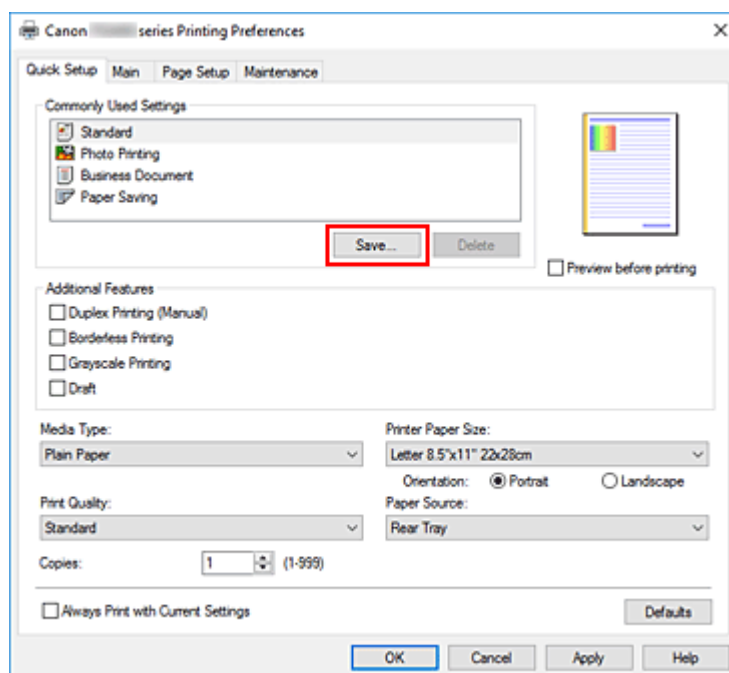 Canon series Printing Preferences
Quick Setup Main Page Setup Maintenance
Commonly Used Settings
Standard
Photo Printing
Business Document
Paper Saving
Save... Delete
Preview before printing
Additional Features
Duplex Printing (Manual)
Borderless Printing
Grayscale Printing
Draft
Media Type: Printer Paper Size:
Plain Paper Letter 8.5"x11" 22x28cm
Orientation: Portrait Landscape
Print Quality: Paper Source:
Standard Rear Tray
Copies: 1 (1-999)
Always Print with Current Settings Defaults
OK Cancel Apply Help